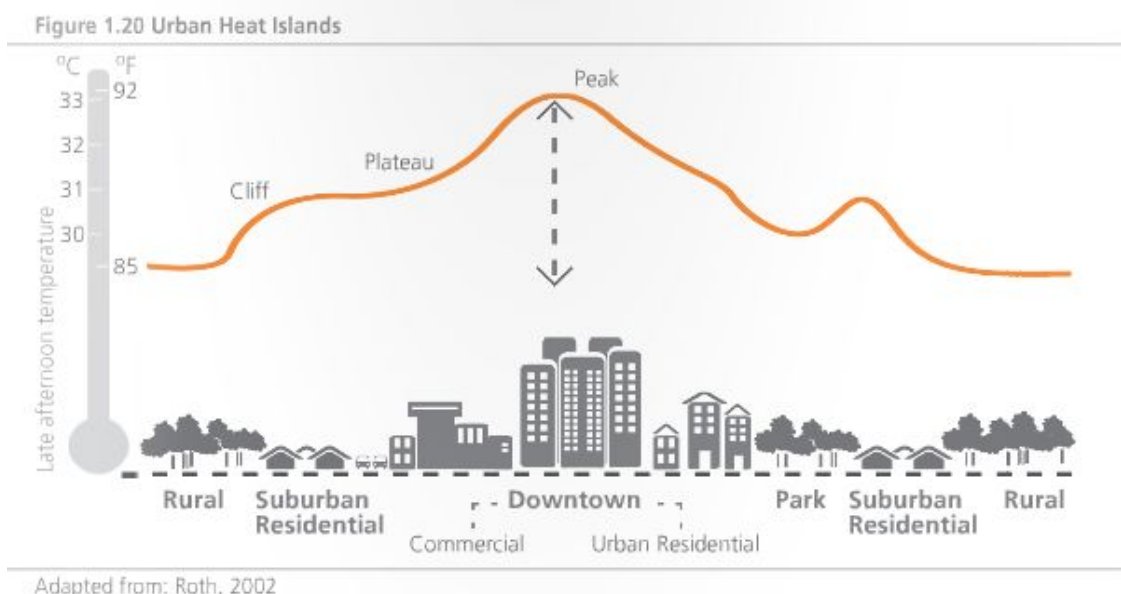 Figure 1.20 Urban Heat Islands
°C °F
92
33
32
31
30
85
Late afternoon temperature
Cliff
Plateau
Peak
Rural
Suburban
Residential
Downtown
Commercial
Urban Residential
Park
Suburban
Residential
Rural
Adapted from: Roth, 2002